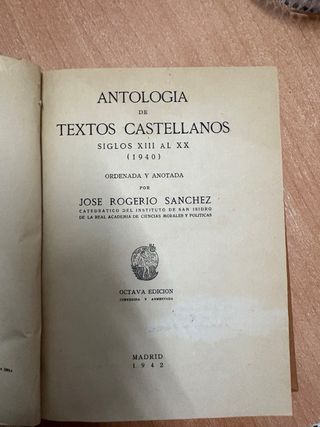 ANTOLOGIA
DE
TEXTOS CASTELLANOS
SIGLOS XIII AL XX
(1940)
ORDENADA Y ANOTADA
POR
JOSE ROGERIO SANCHEZ
CATEDRATICO DEL INSTITUTO DE SAN ISIDRO
DE LA REAL ACADEMIA DE CIENCIAS MORALES Y POLITICAS
OCTAVA EDICION
CORREGIDA Y AUMENTADA
MADRID
1942